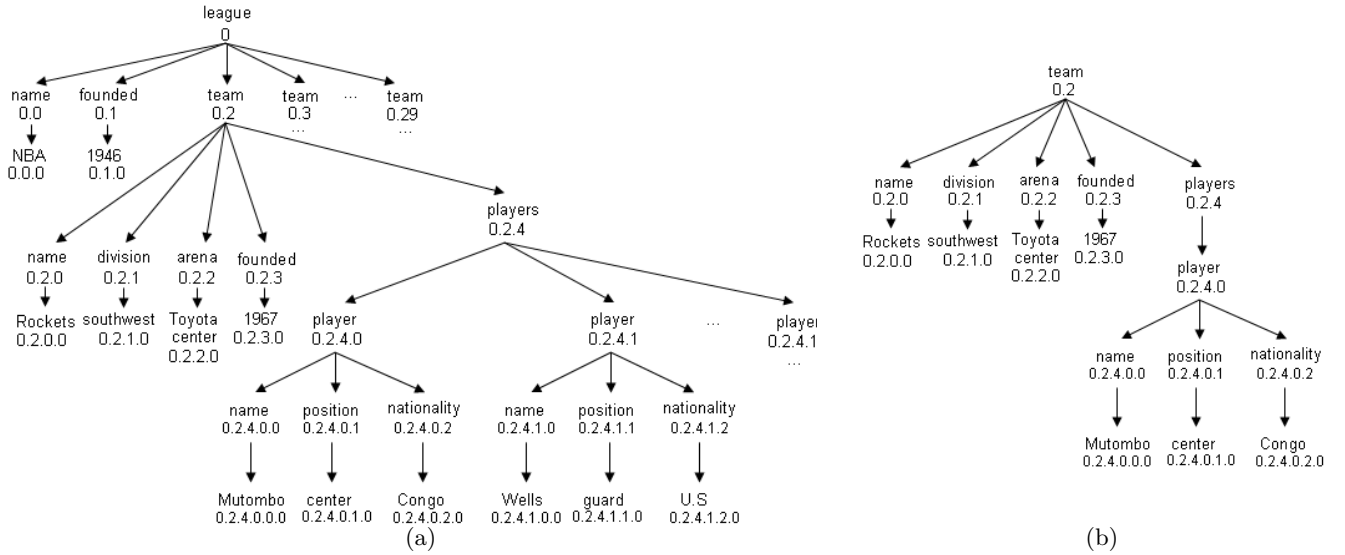 league
0
name founded team team ... team
0.0 0.1 0.2 0.3 0.29
... ...
NBA 1946
0.0.0 0.1.0
players
0.2.4
name division arena founded
0.2.0 0.2.1 0.2.2 0.2.3
Rockets southwest Toyota 1967
0.2.0.0 0.2.1.0 center 0.2.3.0
0.2.2.0
player player ... player
0.2.4.0 0.2.4.1 0.2.4.1
...
name position nationality name position nationality
0.2.4.0.0 0.2.4.0.1 0.2.4.0.2 0.2.4.1.0 0.2.4.1.1 0.2.4.1.2
Mutombo center Congo Wells guard U.S
0.2.4.0.0.0 0.2.4.0.1.0 0.2.4.0.2.0 0.2.4.1.0.0 0.2.4.1.1.0 0.2.4.1.2.0
(a)
team
0.2
name division arena founded players
0.2.0 0.2.1 0.2.2 0.2.3 0.2.4
Rockets southwest Toyota 1967
0.2.0.0 0.2.1.0 center 0.2.3.0
0.2.2.0
player
0.2.4.0
name position nationality
0.2.4.0.0 0.2.4.0.1 0.2.4.0.2
Mutombo center Congo
0.2.4.0.0.0 0.2.4.0.1.0 0.2.4.0.2.0
(b)